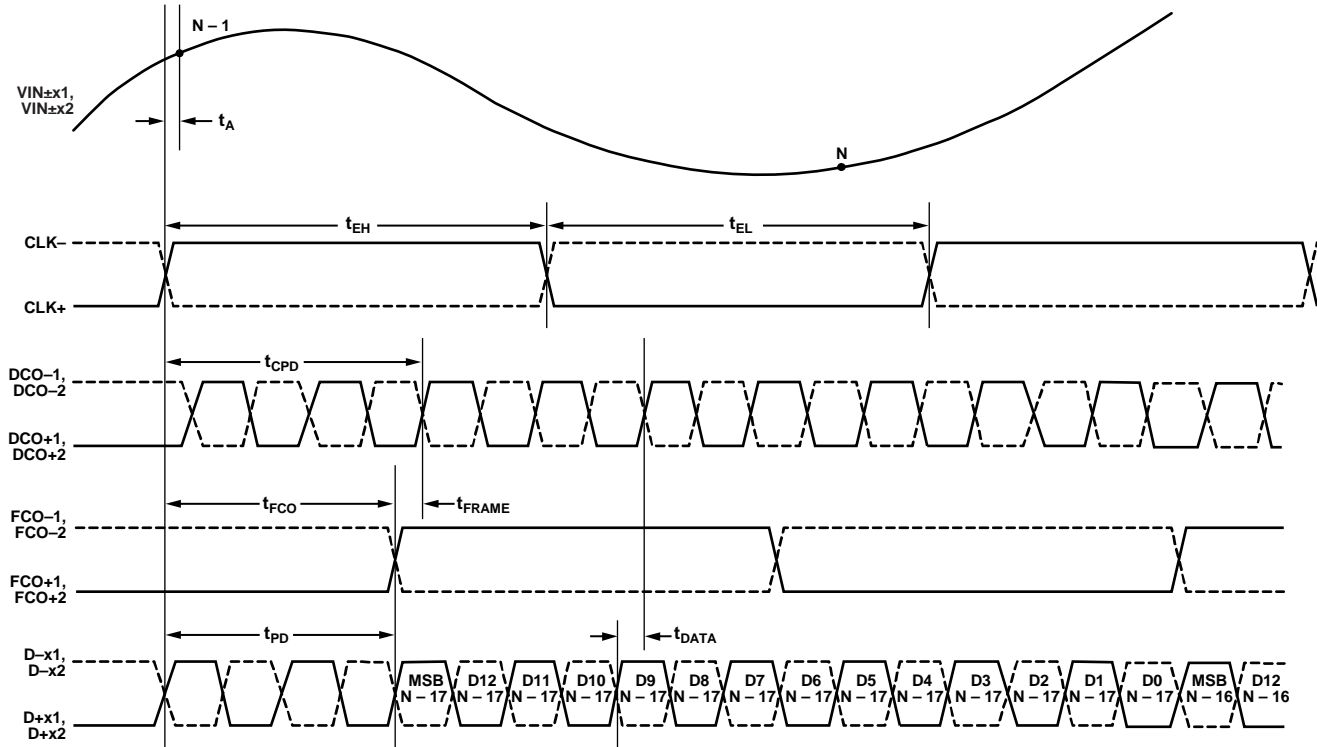 N – 1
VIN±x1,
VIN±x2
tA
N
tEH
tEL
CLK–
CLK+
tCPD
DCO–1,
DCO–2
DCO+1,
DCO+2
tFCO
tFRAME
FCO–1,
FCO–2
FCO+1,
FCO+2
tPD
tDATA
D–x1,
D–x2
D+x1,
D+x2
MSB
N – 17
D12
N – 17
D11
N – 17
D10
N – 17
D9
N – 17
D8
N – 17
D7
N – 17
D6
N – 17
D5
N – 17
D4
N – 17
D3
N – 17
D2
N – 17
D1
N – 17
D0
N – 17
MSB
N – 16
D12
N – 16